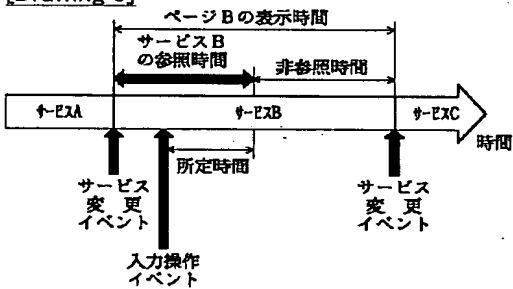 ページBの表示時間
サービスB
の参照時間
非参照時間
サービスA
サービスB
サービスC
時間
所定時間
サービス
変更
イベント
サービス
変更
イベント
入力操作
イベント